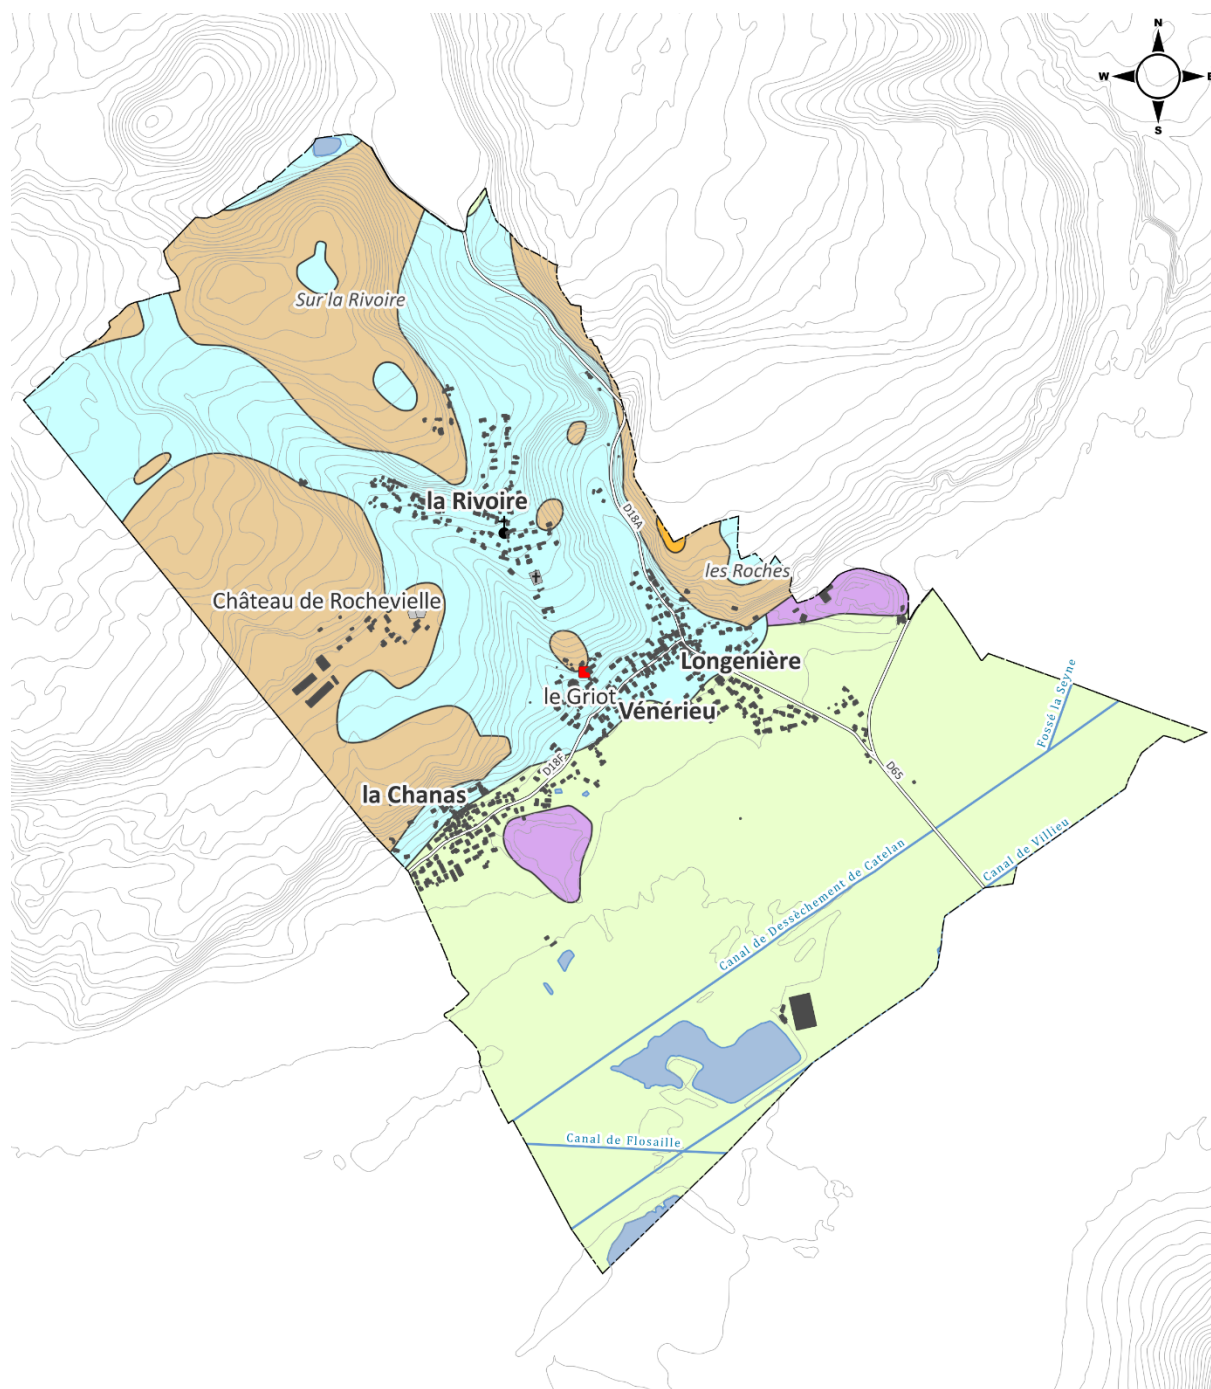 N
W
E
S
Sur la Rivoire
la Rivoire
D18A
les Roches
Château de Rochevielle
Longenière
le Griot
Vénérieu
Fossé la Seyne
D18F
D65
la Chanas
Canal de Villieu
Canal de Dessèchement de Catelan
Canal de Flosaille